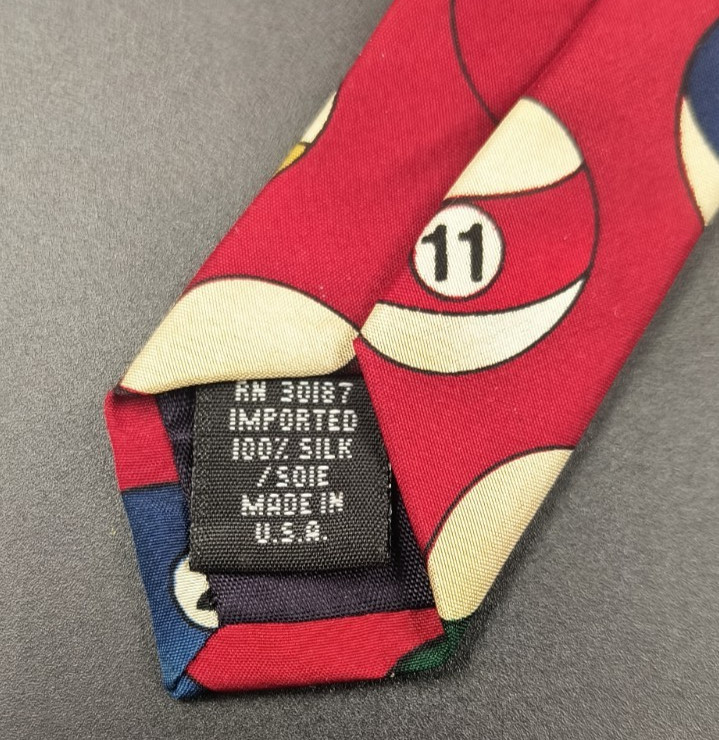 11
RN 30187
IMPORTED
100% SILK
/SOIE
MADE IN
U.S.A.